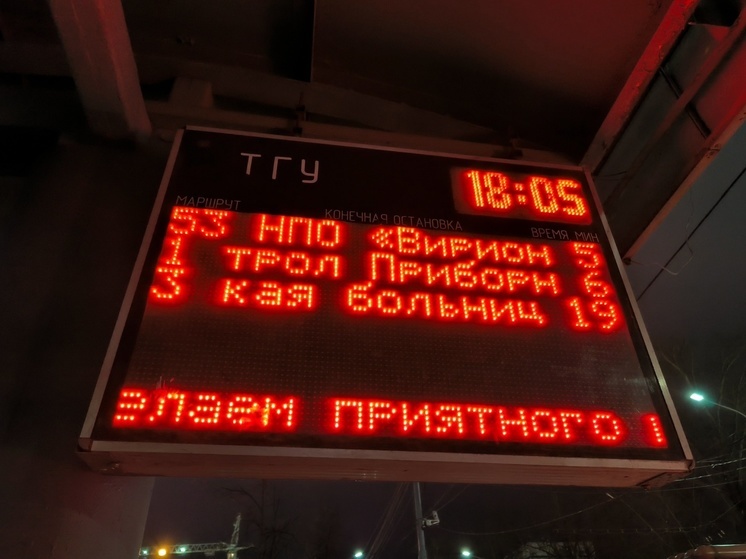 ТГУ 18:05
МАРШРУТ КОНЕЧНАЯ ОСТАНОВКА ВРЕМЯ МИН
53 НПО «Вирион 5
1 трол Приборн 6
3 кая больниц 19
елаем приятного